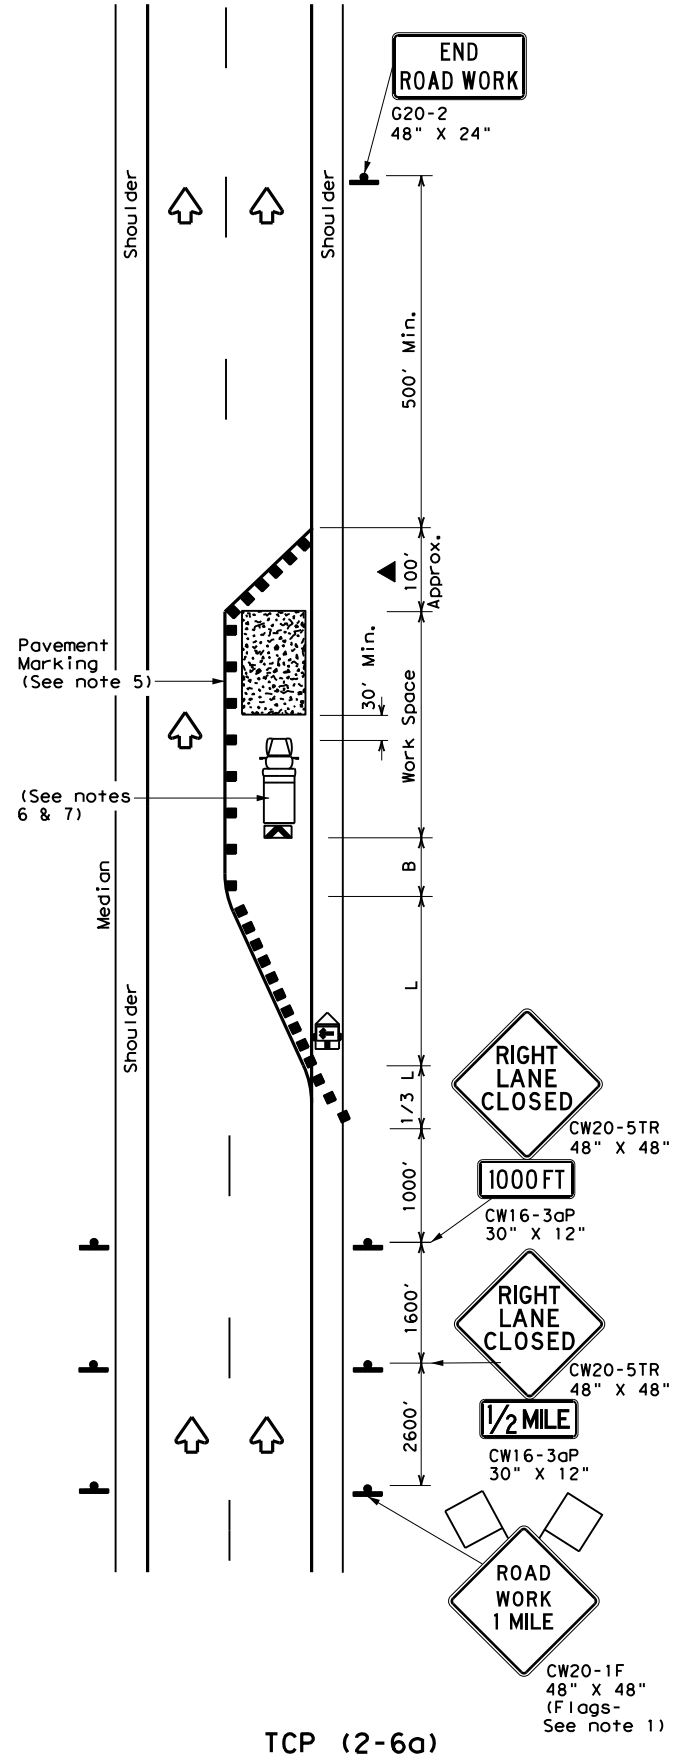 END
ROAD WORK
G20-2
48" X 24"
Shoulder
Shoulder
500' Min.
100'
Approx.
Pavement
Marking
(See note 5)
30' Min.
Work Space
(See notes
6 & 7)
B
Median
L
Shoulder
1/3 L
RIGHT
LANE
CLOSED
CW20-5TR
48" X 48"
1000 FT
CW16-3aP
30" X 12"
1000'
RIGHT
LANE
CLOSED
CW20-5TR
48" X 48"
1600'
1/2 MILE
CW16-3aP
30" X 12"
2600'
ROAD
WORK
1 MILE
CW20-1F
48" X 48"
(Flags-
See note 1)
TCP (2-6a)